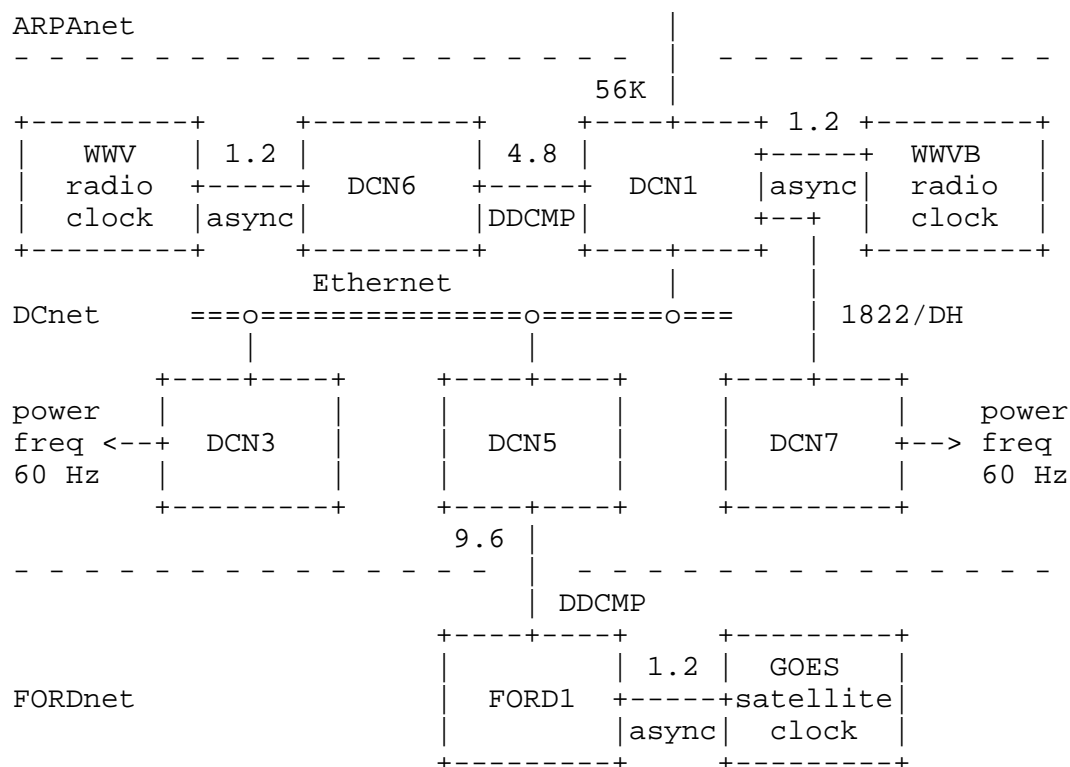 ARPAnet
56K
1.2
WWV 1.2 4.8 WWVB
radio DCN6 DCN1 async radio
clock async DDCMP clock
Ethernet
DCnet 1822/DH
power power
freq DCN3 DCN5 DCN7 freq
60 Hz 60 Hz
9.6
DDCMP
1.2 GOES
FORDnet FORD1 satellite
async clock